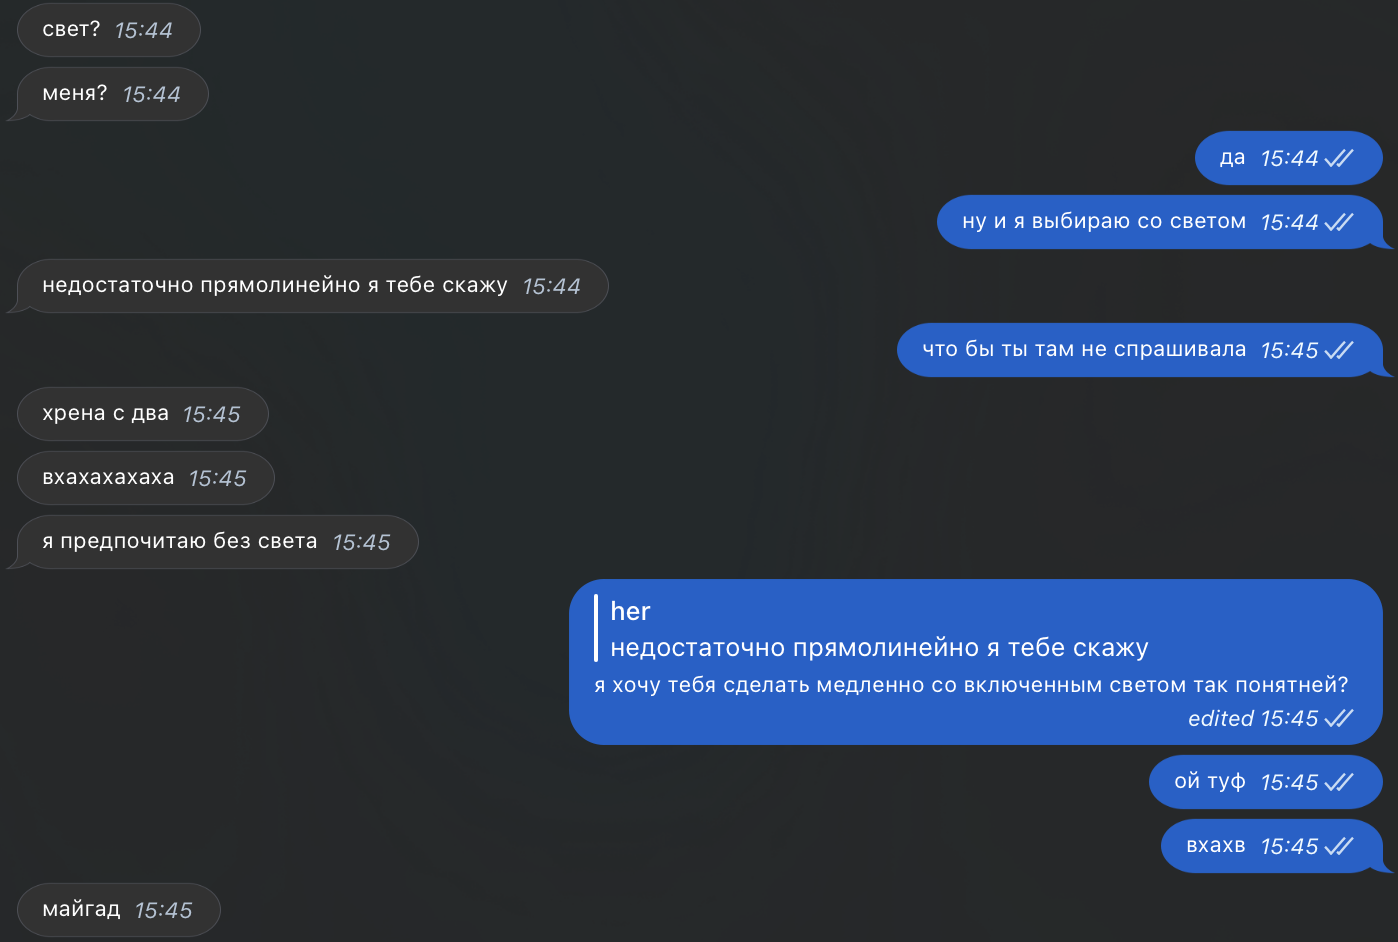 свет? 15:44
меня? 15:44
да 15:44
ну и я выбираю со светом 15:44
недостаточно прямолинейно я тебе скажу 15:44
что бы ты там не спрашивала 15:45
хрена с два 15:45
вхахахахаха 15:45
я предпочитаю без света 15:45
her
недостаточно прямолинейно я тебе скажу
я хочу тебя сделать медленно со включенным светом так понятней?
edited 15:45
ой туф 15:45
вхахв 15:45
майгад 15:45